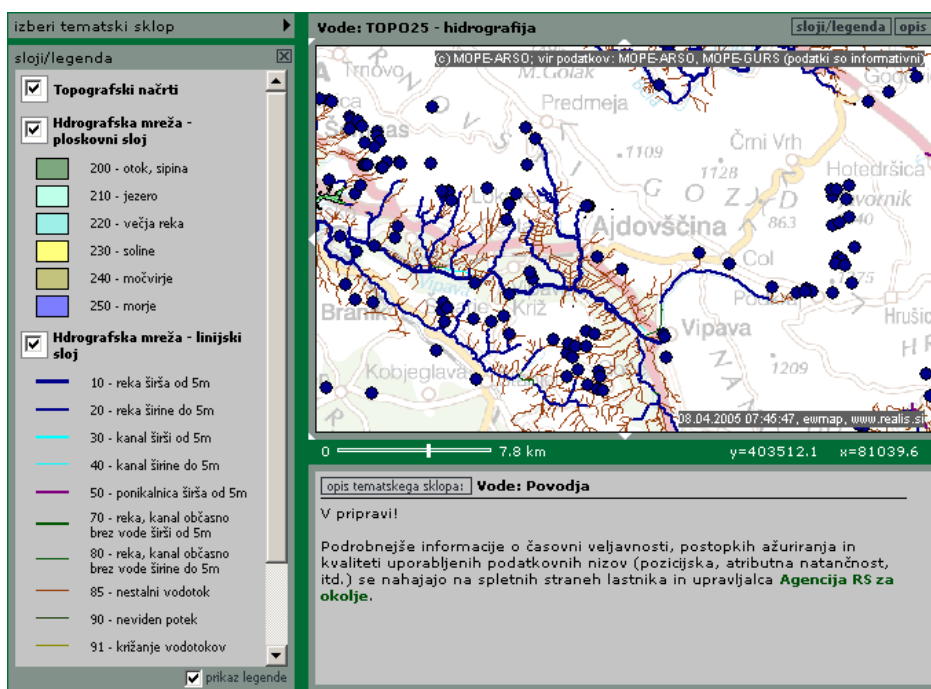 izberi tematski sklop
sloji/legenda
Topografski načrti
Hdrografska mreža -
ploskovni sloj
200 - otok, sipina
210 - jezero
220 - večja reka
230 - soline
240 - močvirje
250 - morje
Hdrografska mreža - linijski
sloj
10 - reka širša od 5m
20 - reka širine do 5m
30 - kanal širši od 5m
40 - kanal širine do 5m
50 - ponikalnica širša od 5m
70 - reka, kanal občasno
brez vode širši od 5m
80 - reka, kanal občasno
brez vode širine do 5m
85 - nestalni vodotok
90 - neviden potek
91 - križanje vodotokov
prikaz legende
Vode: TOPO25 - hidrografija
sloji/legenda opis
(c) MOPE-ARSO; vir podatkov: MOPE-ARSO, MOPE-GURS (podatki so informativni)
Trnovo
M. Golak
Predmeja
1109
1128
Črni Vrh
Hotedršica
G O Z D
863
Ajdovščina
Col
Vipava
Križ
Branik
Vipava
Hrušic
1209
Kobjeglava
08.04.2005 07:45:47, ewmap, www.realis.si
0 7.8 km y=403512.1 x=81039.6
opis tematskega sklopa: Vode: Povodja
V pripravi!
Podrobnejše informacije o časovni veljavnosti, postopkih ažuriranja in
kvaliteti uporabljenih podatkovnih nizov (pozicijska, atributna natančnost,
itd.) se nahajajo na spletnih straneh lastnika in upravljalca Agencija RS za
okolje.